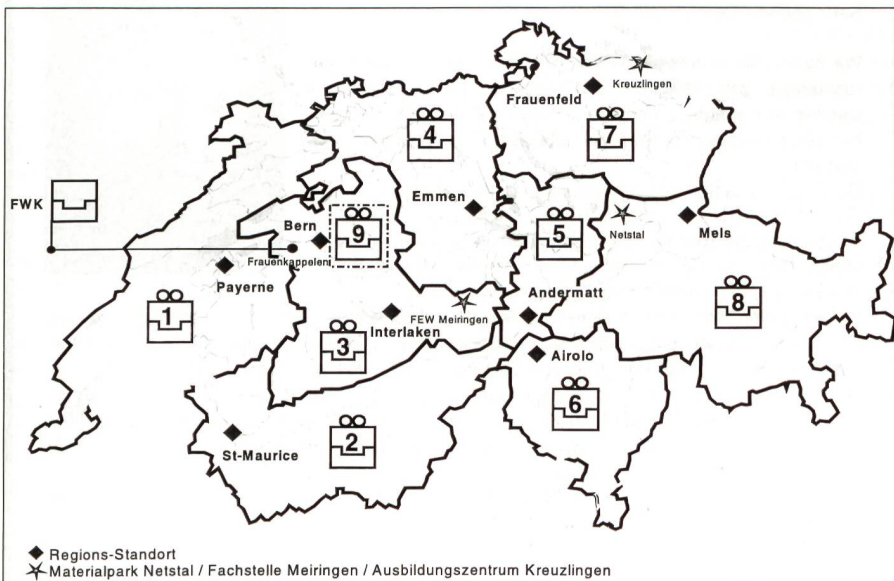 Kreuzlingen
Frauenfeld
4
7
FWK
Emmen
Bern
9
5
Netstal
Mels
Frauenkappelen
Payerne
Andermatt
8
1
FEW Meiringen
Interlaken
3
Airolo
6
2
St-Maurice
Regions-Standort
Materialpark Netstal / Fachstelle Meiringen / Ausbildungszentrum Kreuzlingen